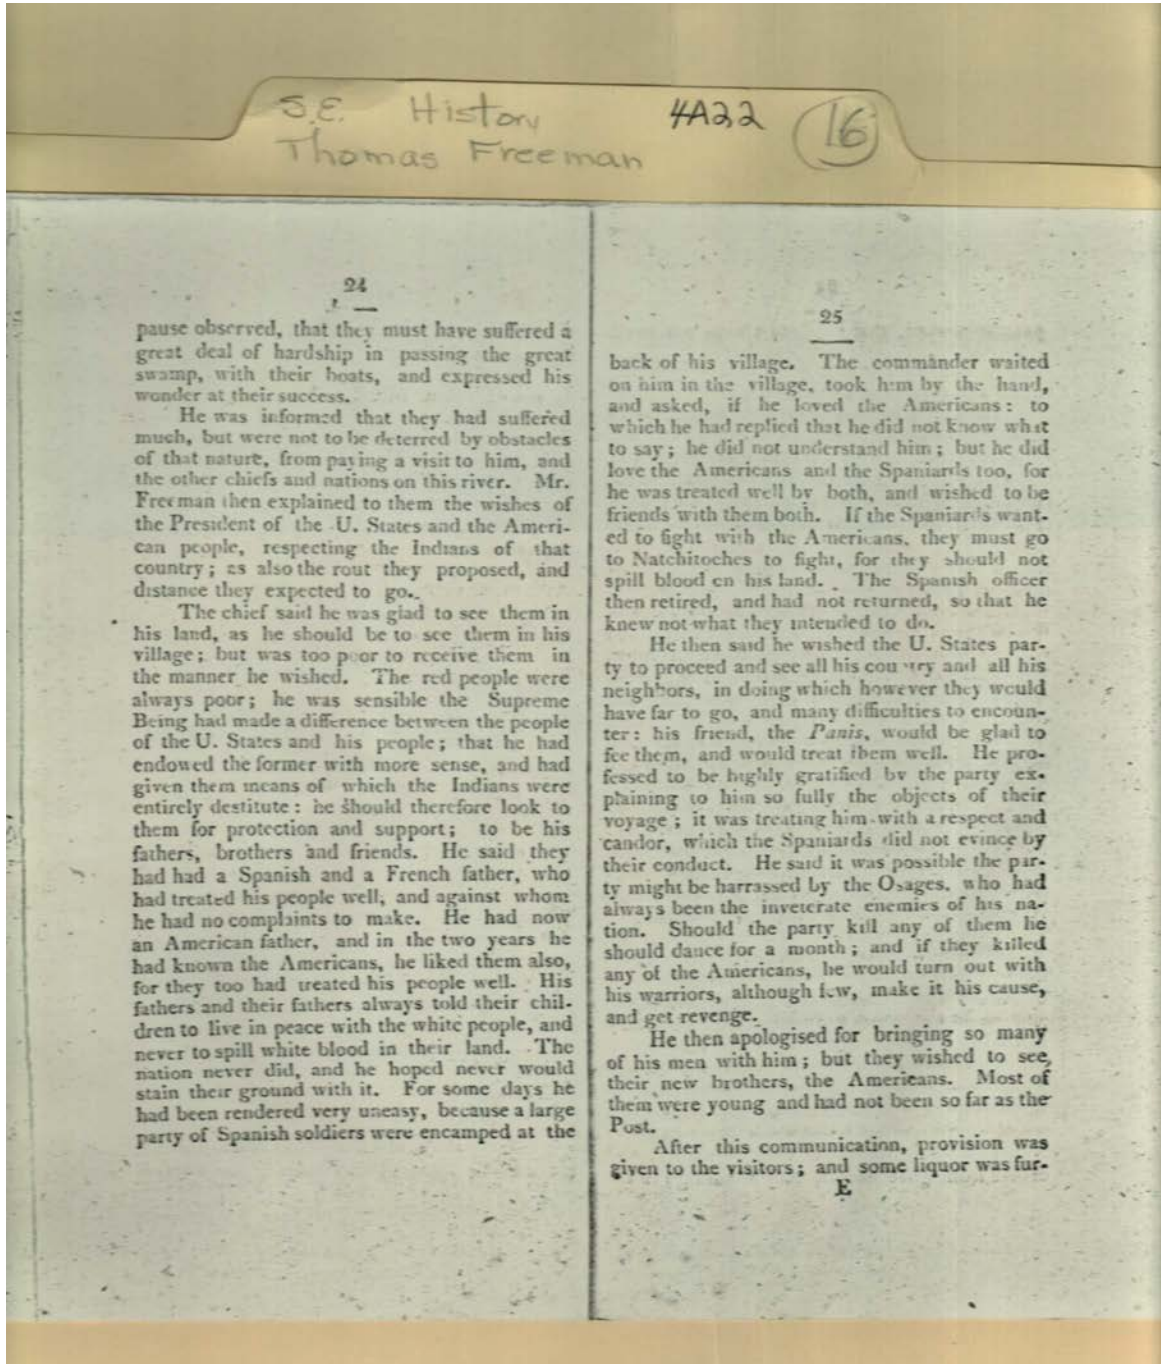 S.E. History 4A22 16
Thomas Freeman
24
pause observed, that they must have suffered a
great deal of hardship in passing the great
swamp, with their boats, and expressed his
wonder at their success.
He was informed that they had suffered
much, but were not to be deterred by obstacles
of that nature, from paying a visit to him, and
the other chiefs and nations on this river. Mr.
Freeman then explained to them the wishes of
the President of the U. States and the Ameri-
can people, respecting the Indians of that
country; as also the rout they proposed, and
distance they expected to go.
The chief said he was glad to see them in
his land, as he should be to see them in his
village; but was too poor to receive them in
the manner he wished. The red people were
always poor; he was sensible the Supreme
Being had made a difference between the people
of the U. States and his people; that he had
endowed the former with more sense, and had
given them means of which the Indians were
entirely destitute: he should therefore look to
them for protection and support; to be his
fathers, brothers and friends. He said they
had had a Spanish and a French father, who
had treated his people well, and against whom
he had no complaints to make. He had now
an American father, and in the two years he
had known the Americans, he liked them also,
for they too had treated his people well. His
fathers and their fathers always told their chil-
dren to live in peace with the white people, and
never to spill white blood in their land. The
nation never did, and he hoped never would
stain their ground with it. For some days he
had been rendered very uneasy, because a large
party of Spanish soldiers were encamped at the
25
back of his village. The commander waited
on him in the village, took him by the hand,
and asked, if he loved the Americans: to
which he had replied that he did not know what
to say; he did not understand him; but he did
love the Americans and the Spaniards too, for
he was treated well by both, and wished to be
friends with them both. If the Spaniards want-
ed to fight with the Americans, they must go
to Natchitoches to fight, for they should not
spill blood on his land. The Spanish officer
then retired, and had not returned, so that he
knew not what they intended to do.
He then said he wished the U. States par-
ty to proceed and see all his country and all his
neighbors, in doing which however they would
have far to go, and many difficulties to encoun-
ter: his friend, the Panis, would be glad to
see them, and would treat them well. He pro-
fessed to be highly gratified by the party ex-
plaining to him so fully the objects of their
voyage; it was treating him with a respect and
candor, which the Spaniards did not evince by
their conduct. He said it was possible the par-
ty might be harrassed by the Osages, who had
always been the inveterate enemies of his na-
tion. Should the party kill any of them he
should dance for a month; and if they killed
any of the Americans, he would turn out with
his warriors, although few, make it his cause,
and get revenge.
He then apologised for bringing so many
of his men with him; but they wished to see,
their new brothers, the Americans. Most of
them were young and had not been so far as the
Post.
After this communication, provision was
given to the visitors; and some liquor was fur-
E